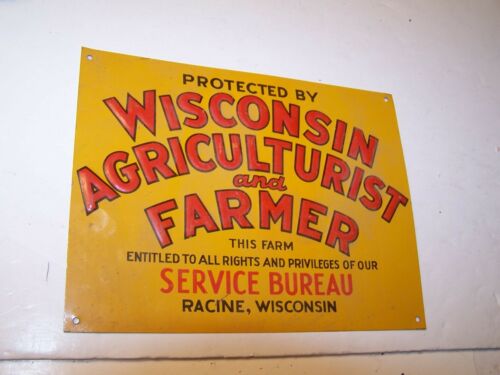 PROTECTED BY
WISCONSIN
AGRICULTURIST
and
FARMER
THIS FARM
ENTITLED TO ALL RIGHTS AND PRIVILEGES OF OUR
SERVICE BUREAU
RACINE, WISCONSIN